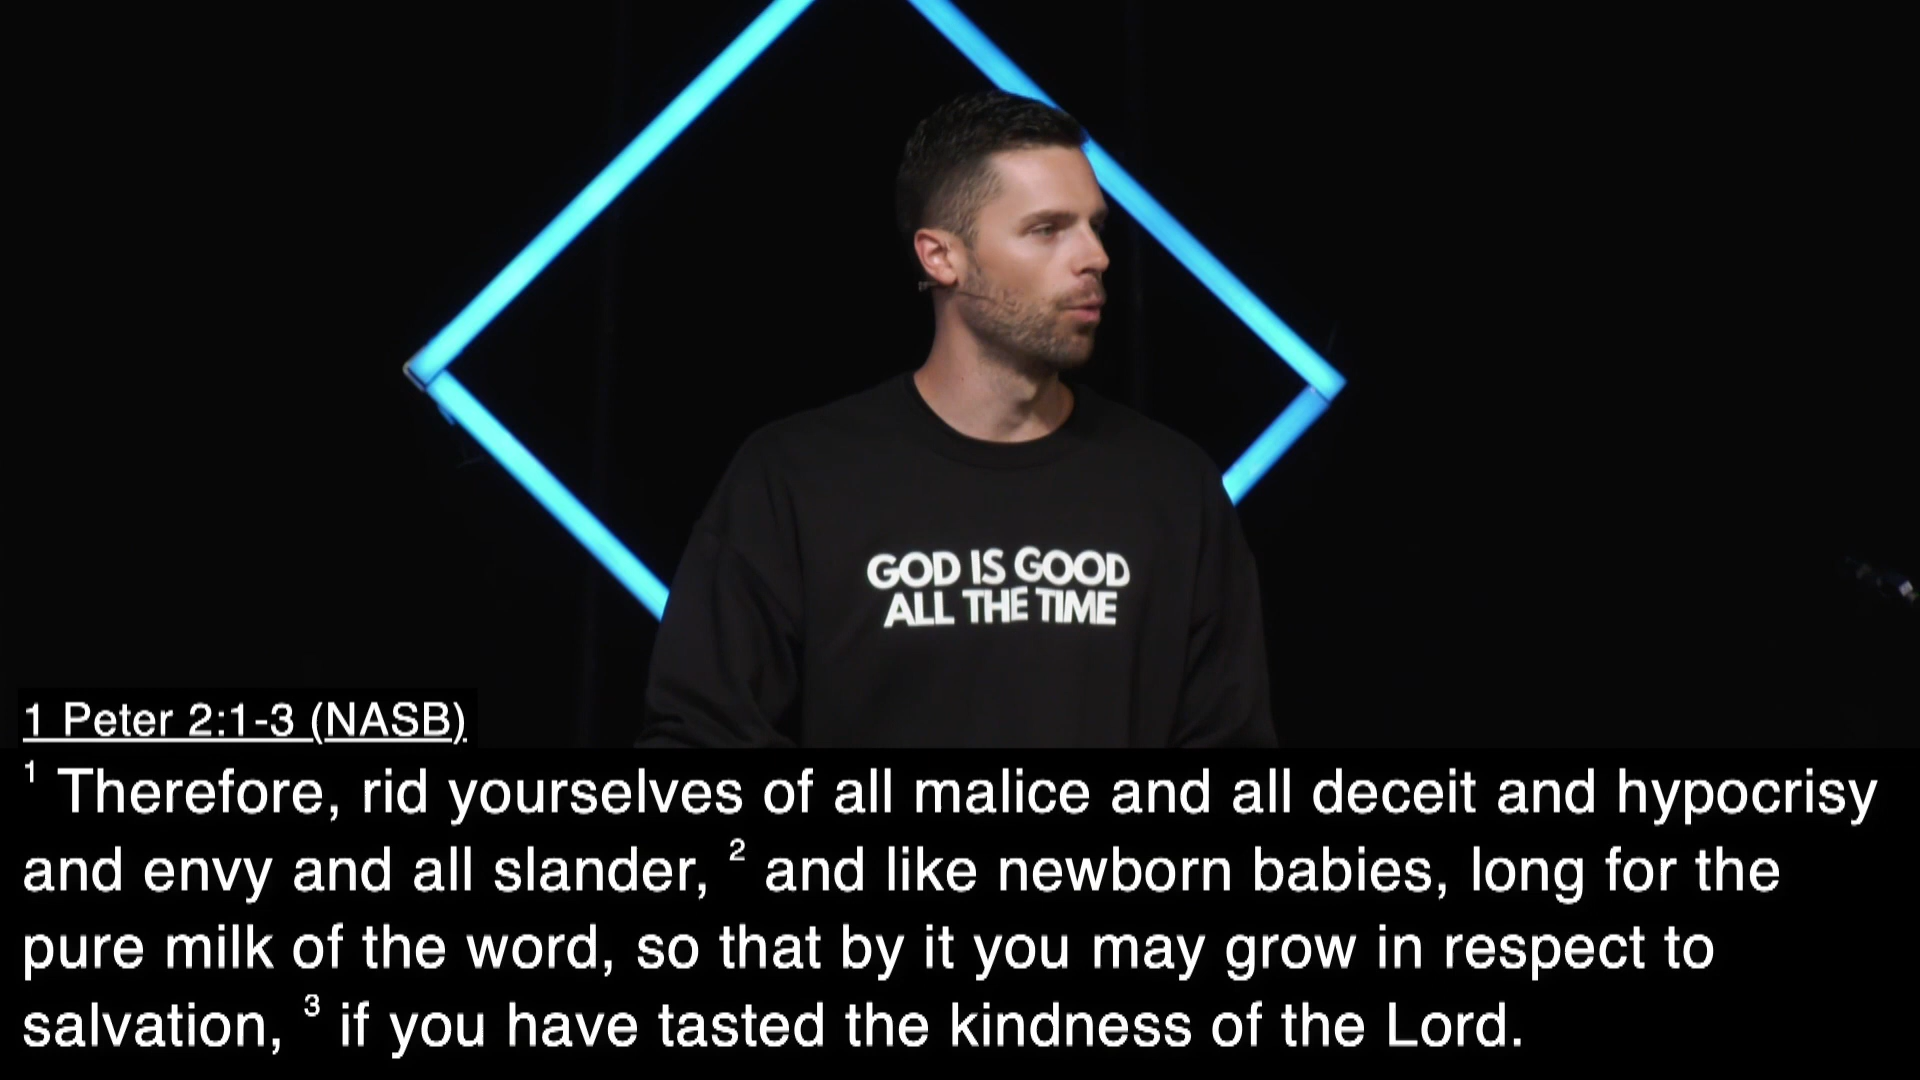 GOD IS GOOD
ALL THE TIME
1 Peter 2:1-3 (NASB)
1 Therefore, rid yourselves of all malice and all deceit and hypocrisy
and envy and all slander, 2 and like newborn babies, long for the
pure milk of the word, so that by it you may grow in respect to
salvation, 3 if you have tasted the kindness of the Lord.